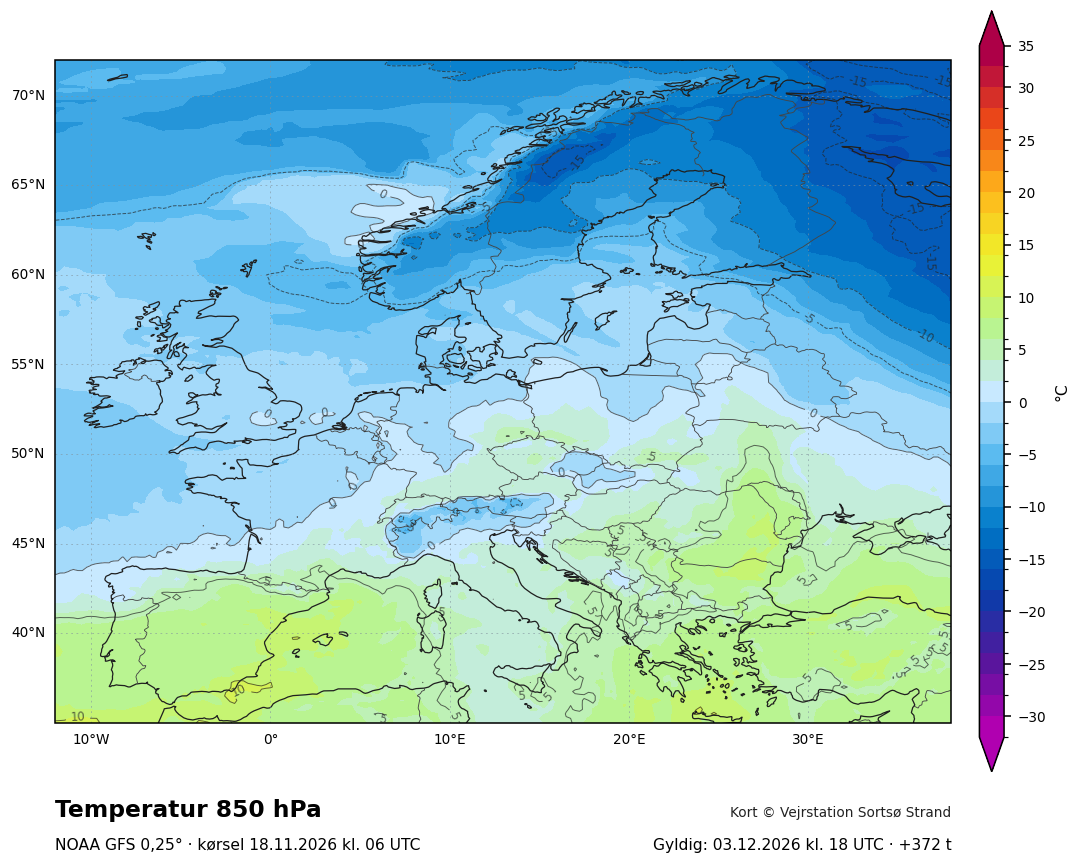 35
70°N
30
25
65°N
20
15
60°N
10
5
55°N
0
°C
50°N
−5
−10
45°N
−15
−20
40°N
−25
−30
10°W 0° 10°E 20°E 30°E
Temperatur 850 hPa
Kort © Vejrstation Sortsø Strand
NOAA GFS 0,25° · kørsel 18.11.2026 kl. 06 UTC
Gyldig: 03.12.2026 kl. 18 UTC · +372 t